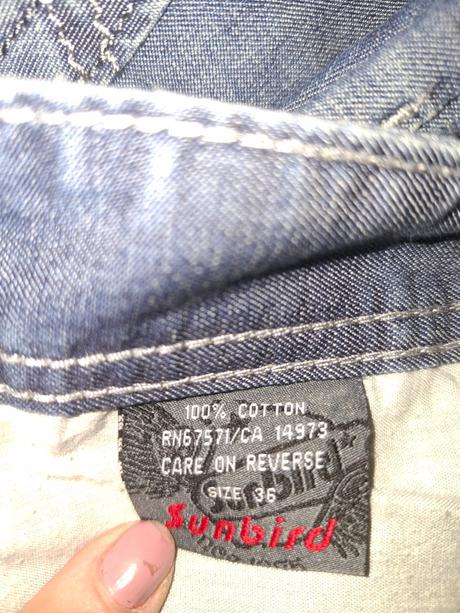 100% COTTON
RN67571/CA 14973
CARE ON REVERSE
SIZE 36
Sunbird